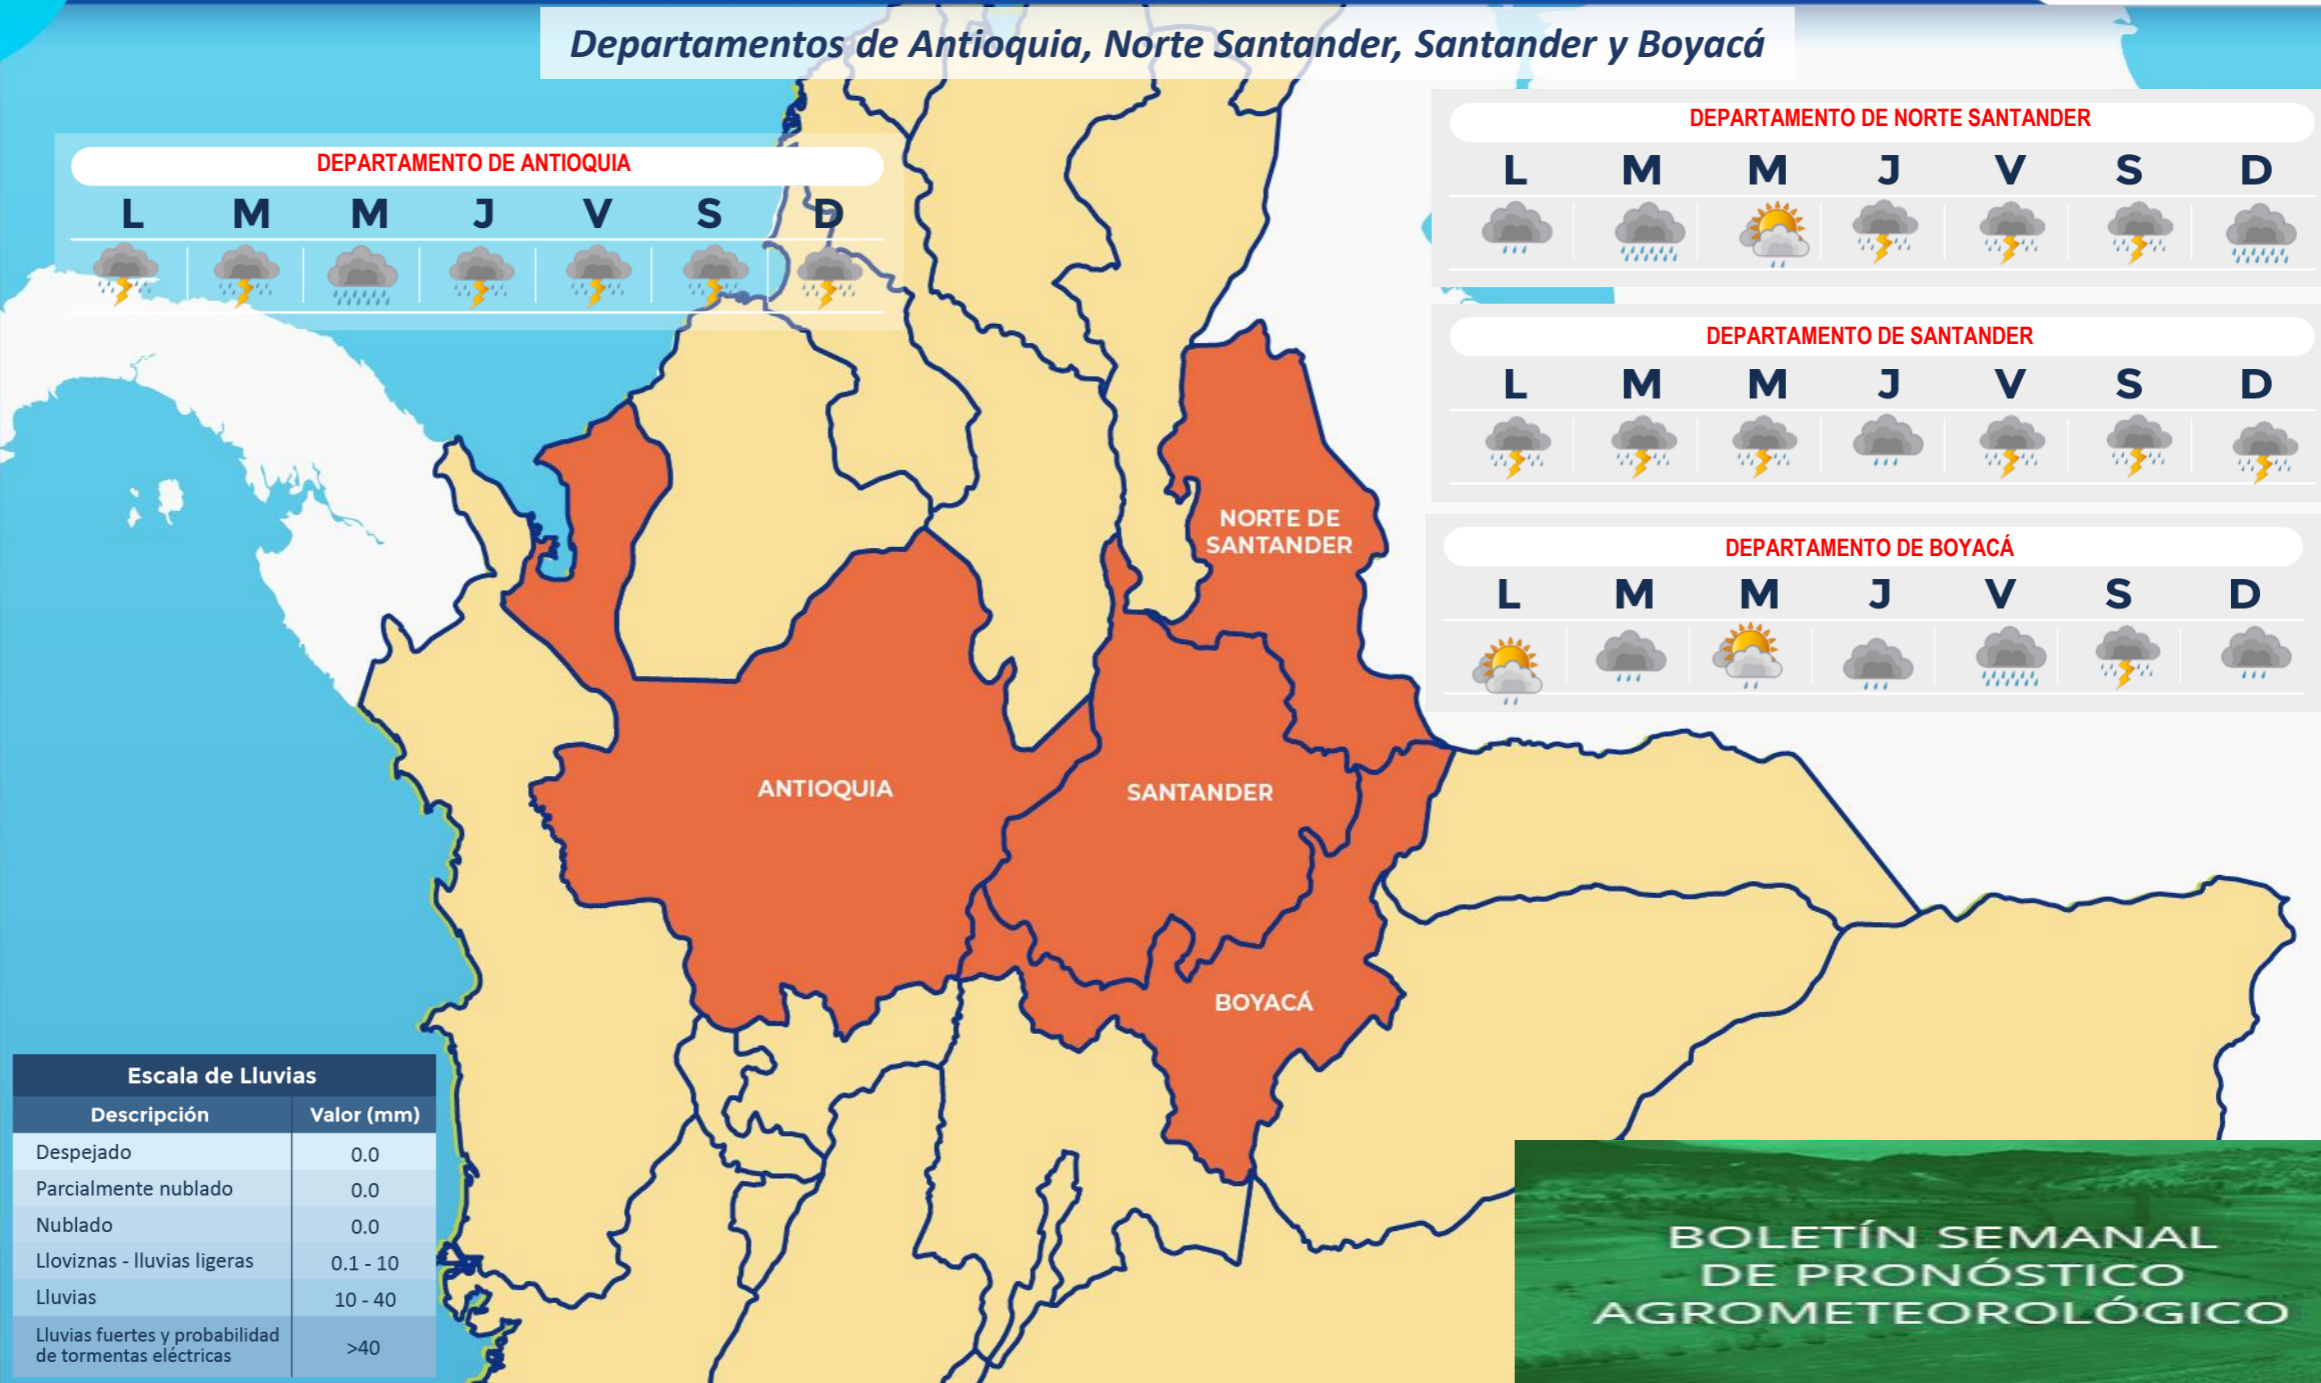 Departamentos de Antioquia, Norte Santander, Santander y Boyacá
DEPARTAMENTO DE ANTIOQUIA
L M M J V S D
DEPARTAMENTO DE NORTE SANTANDER
L M M J V S D
DEPARTAMENTO DE SANTANDER
L M M J V S D
DEPARTAMENTO DE BOYACÁ
L M M J V S D
NORTE DE
SANTANDER
ANTIOQUIA
SANTANDER
BOYACÁ
Escala de Lluvias
Descripción Valor (mm)
Despejado 0.0
Parcialmente nublado 0.0
Nublado 0.0
Lloviznas - lluvias ligeras 0.1 - 10
Lluvias 10 - 40
Lluvias fuertes y probabilidad
de tormentas eléctricas >40
BOLETÍN SEMANAL
DE PRONÓSTICO
AGROMETEOROLÓGICO